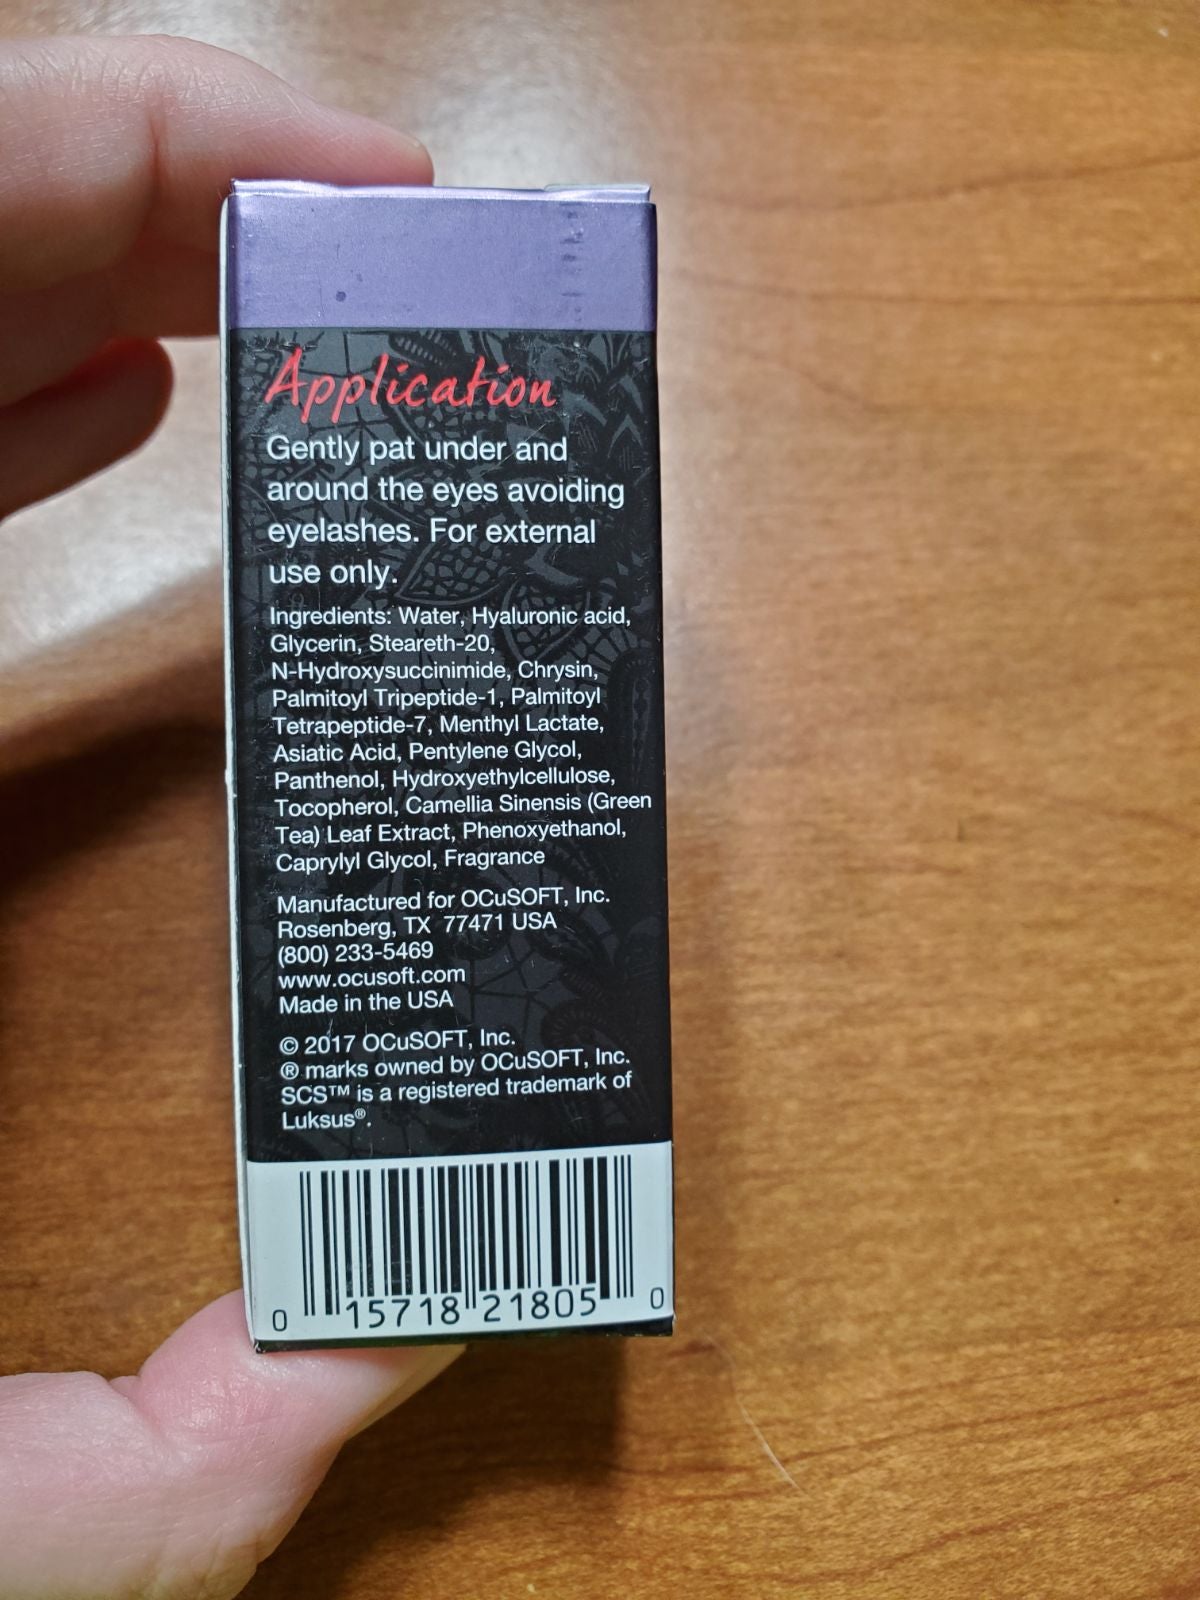 Application
Gently pat under and
around the eyes avoiding
eyelashes. For external
use only.
Ingredients: Water, Hyaluronic acid,
Glycerin, Steareth-20,
N-Hydroxysuccinimide, Chrysin,
Palmitoyl Tripeptide-1, Palmitoyl
Tetrapeptide-7, Menthyl Lactate,
Asiatic Acid, Pentylene Glycol,
Panthenol, Hydroxyethylcellulose,
Tocopherol, Camellia Sinensis (Green
Tea) Leaf Extract, Phenoxyethanol,
Caprylyl Glycol, Fragrance
Manufactured for OCuSOFT, Inc.
Rosenberg, TX 77471 USA
(800) 233-5469
www.ocusoft.com
Made in the USA
© 2017 OCuSOFT, Inc.
® marks owned by OCuSOFT, Inc.
SCS™ is a registered trademark of
Luksus®.
0 15718 21805 0